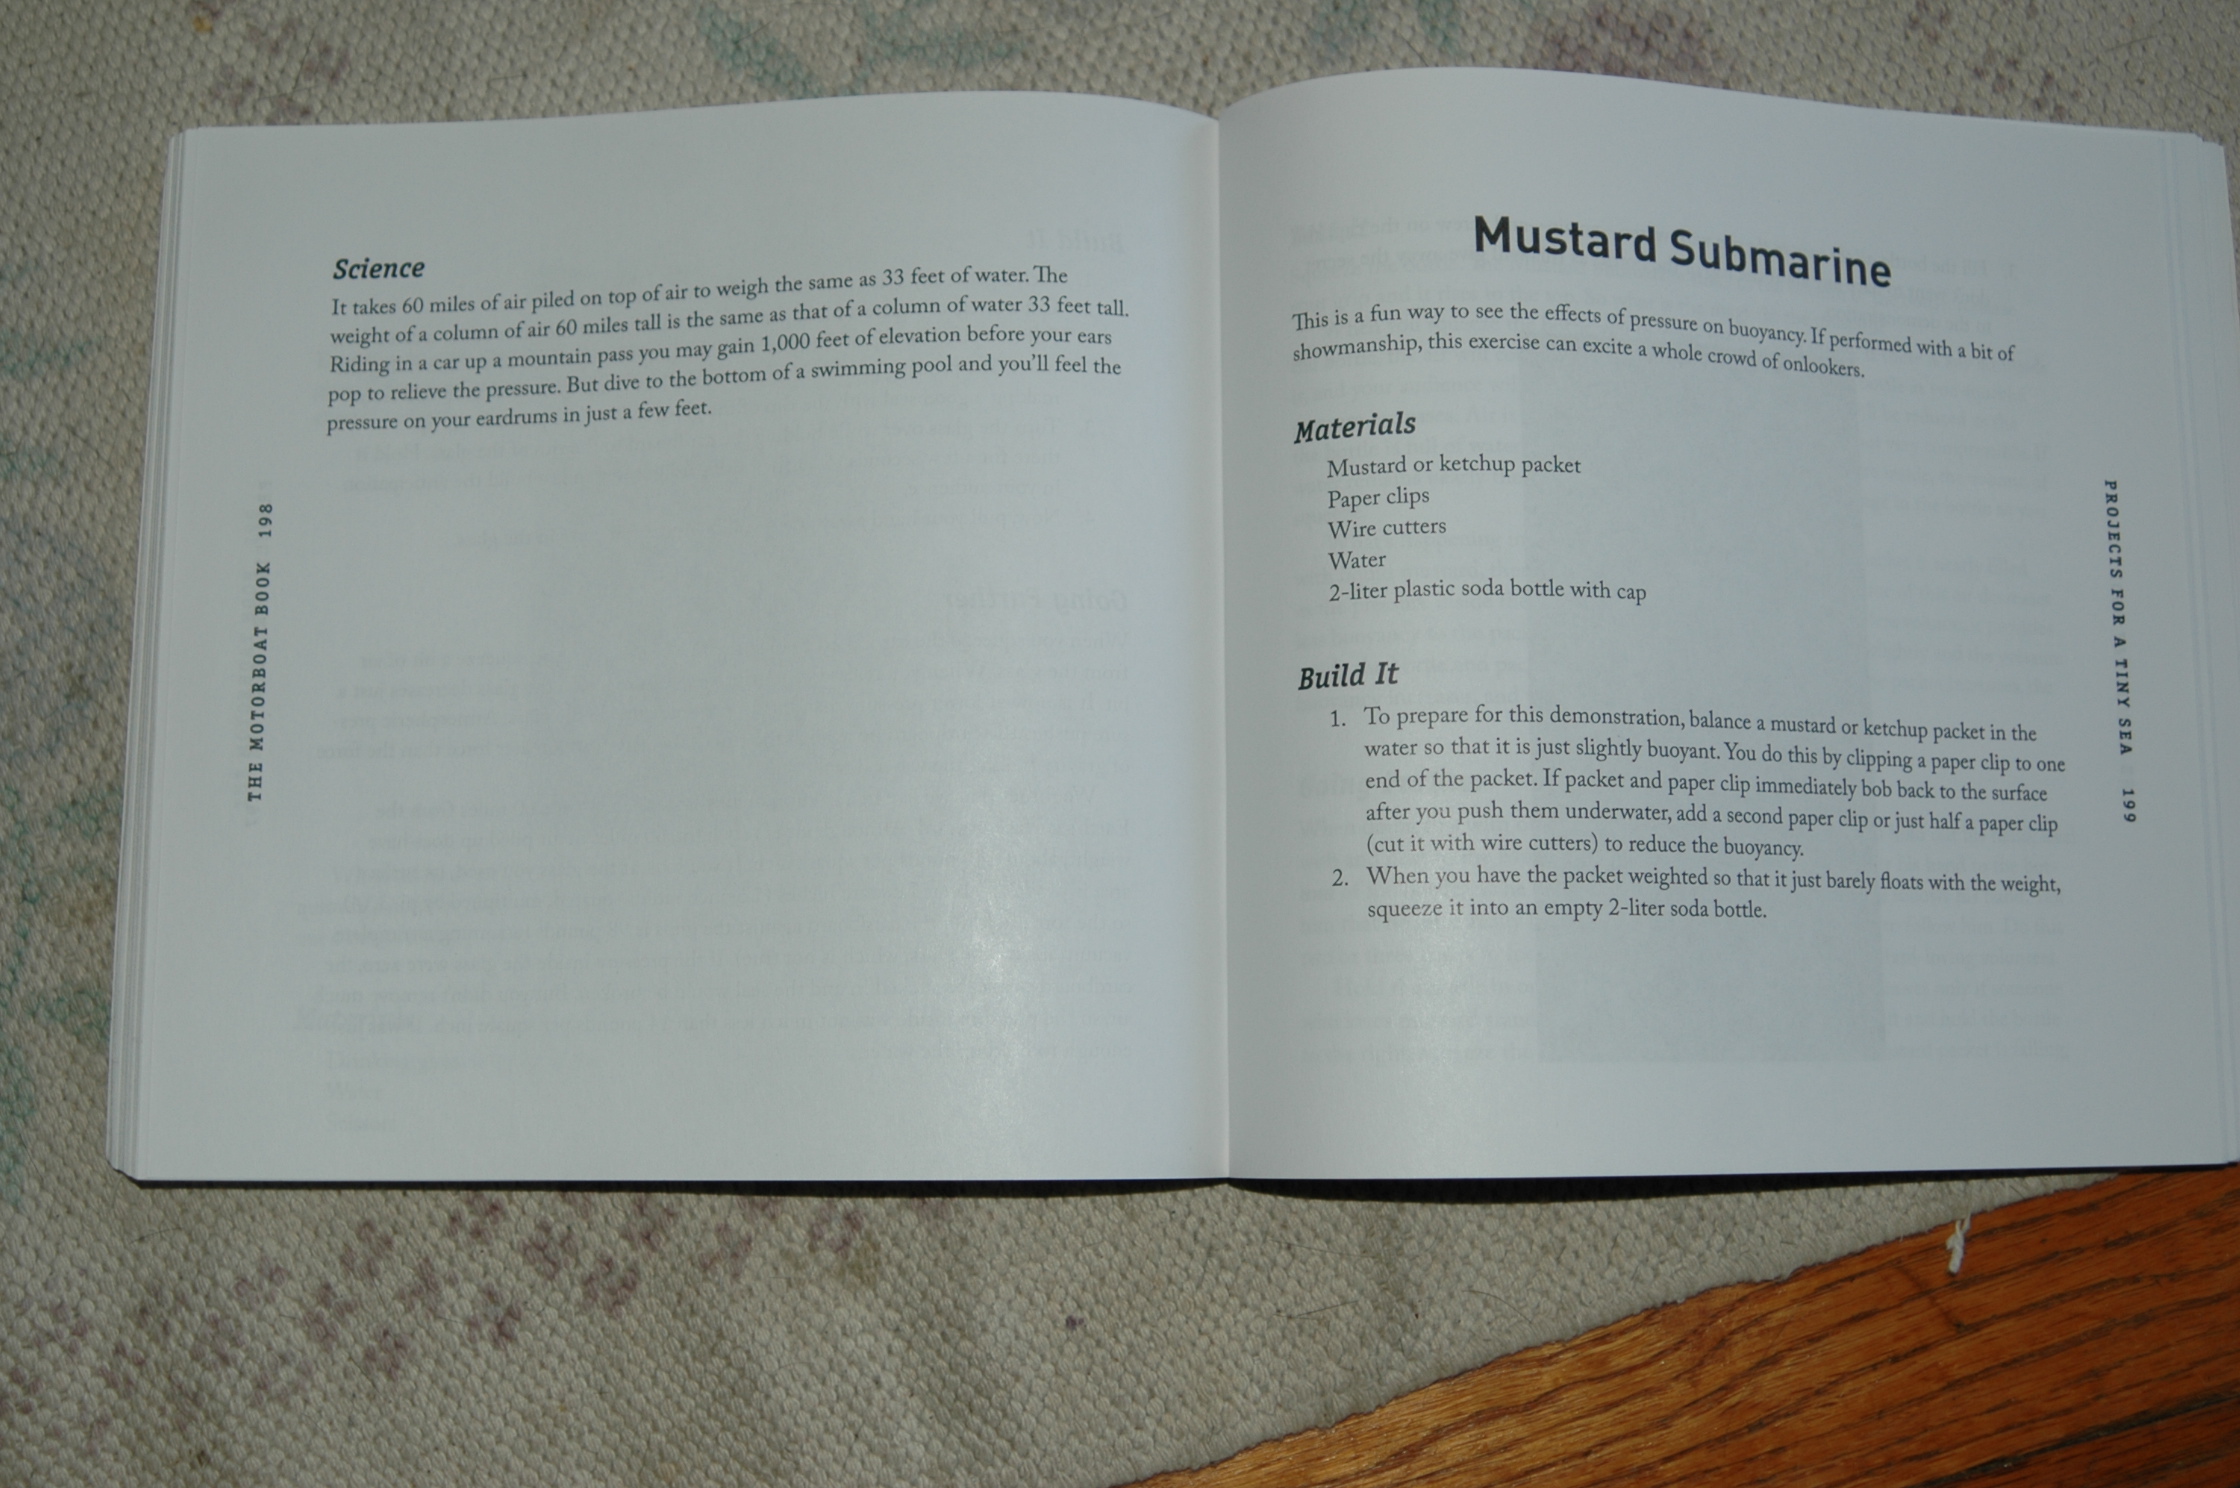 Science
It takes 60 miles of air piled on top of air to weigh the same as 33 feet of water. The
weight of a column of air 60 miles tall is the same as that of a column of water 33 feet tall.
Riding in a car up a mountain pass you may gain 1,000 feet of elevation before your ears
pop to relieve the pressure. But dive to the bottom of a swimming pool and you'll feel the
pressure on your eardrums in just a few feet.
THE MOTORBOAT BOOK 198
Mustard Submarine
This is a fun way to see the effects of pressure on buoyancy. If performed with a bit of
showmanship, this exercise can excite a whole crowd of onlookers.
Materials
Mustard or ketchup packet
Paper clips
Wire cutters
Water
2-liter plastic soda bottle with cap
Build It
1. To prepare for this demonstration, balance a mustard or ketchup packet in the
water so that it is just slightly buoyant. You do this by clipping a paper clip to one
end of the packet. If packet and paper clip immediately bob back to the surface
after you push them underwater, add a second paper clip or just half a paper clip
(cut it with wire cutters) to reduce the buoyancy.
2. When you have the packet weighted so that it just barely floats with the weight,
squeeze it into an empty 2-liter soda bottle.
PROJECTS FOR A TINY SEA 199